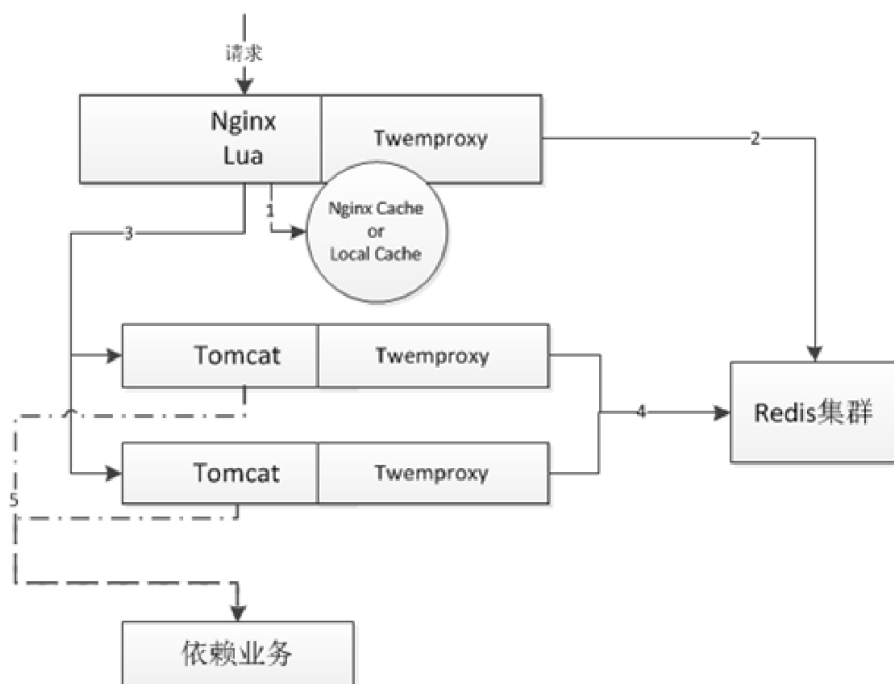 请求
Nginx
Lua
Twemproxy
2
1
Nginx Cache
or
Local Cache
3
Tomcat
Twemproxy
Redis集群
4
Tomcat
Twemproxy
5
依赖业务